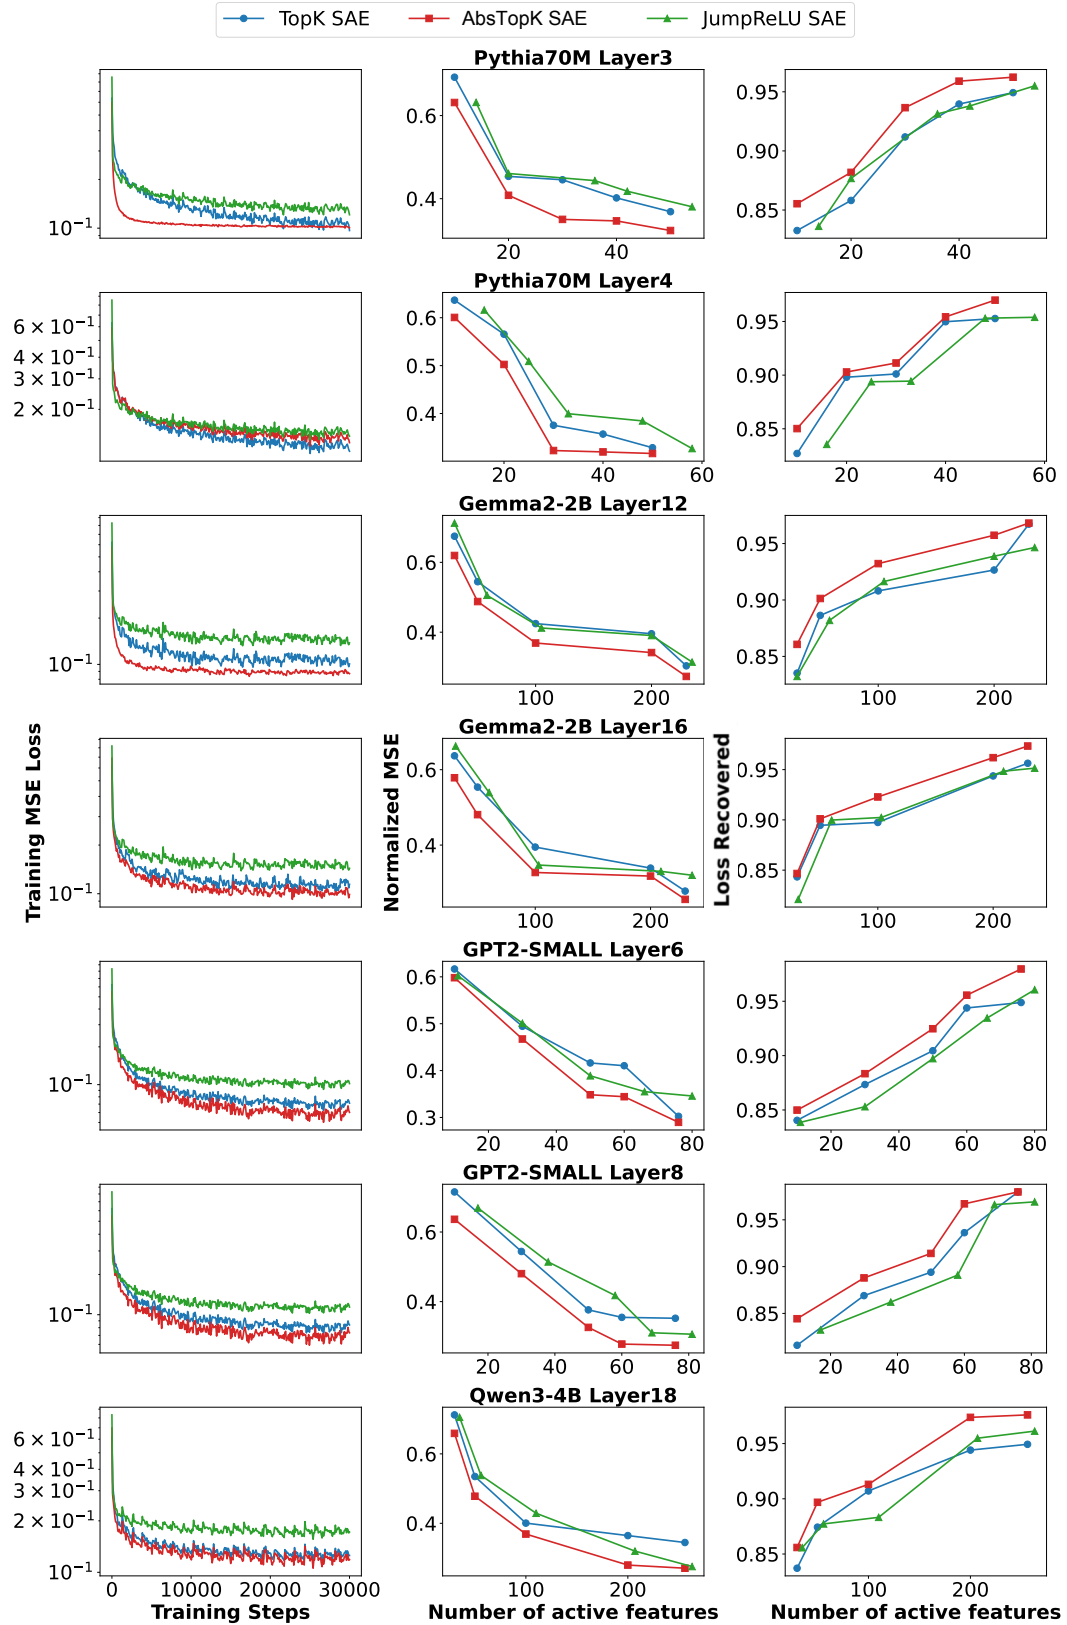 TopK SAE AbsTopK SAE JumpReLU SAE
Pythia70M Layer3
10⁻¹
0.6
0.4
20 40
0.95
0.90
0.85
20 40
Pythia70M Layer4
6 × 10⁻¹
4 × 10⁻¹
3 × 10⁻¹
2 × 10⁻¹
0.6
0.5
0.4
20 40 60
0.95
0.90
0.85
20 40 60
Gemma2-2B Layer12
10⁻¹
0.6
0.4
100 200
0.95
0.90
0.85
100 200
Gemma2-2B Layer16
Training MSE Loss
10⁻¹
Normalized MSE
0.6
0.4
100 200
Loss Recovered
0.95
0.90
0.85
100 200
GPT2-SMALL Layer6
10⁻¹
0.6
0.5
0.4
0.3
20 40 60 80
0.95
0.90
0.85
20 40 60 80
GPT2-SMALL Layer8
10⁻¹
0.6
0.4
20 40 60 80
0.95
0.90
0.85
20 40 60 80
Qwen3-4B Layer18
6 × 10⁻¹
4 × 10⁻¹
3 × 10⁻¹
2 × 10⁻¹
10⁻¹
0 10000 20000 30000
Training Steps
0.6
0.4
100 200
Number of active features
0.95
0.90
0.85
100 200
Number of active features